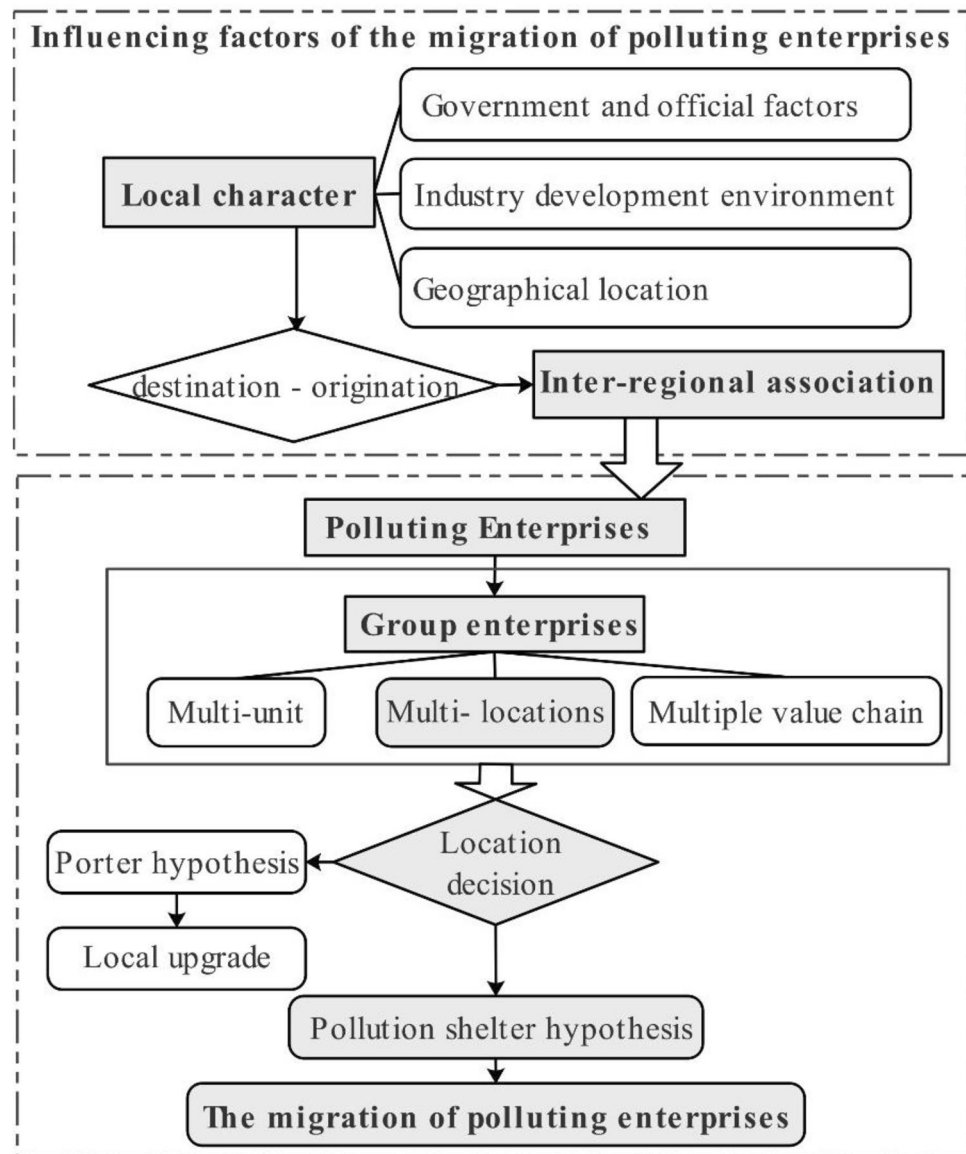 Influencing factors of the migration of polluting enterprises
Government and official factors
Local character
Industry development environment
Geographical location
destination - origination
Inter-regional association
Polluting Enterprises
Group enterprises
Multi-unit
Multi- locations
Multiple value chain
Location
decision
Porter hypothesis
Local upgrade
Pollution shelter hypothesis
The migration of polluting enterprises